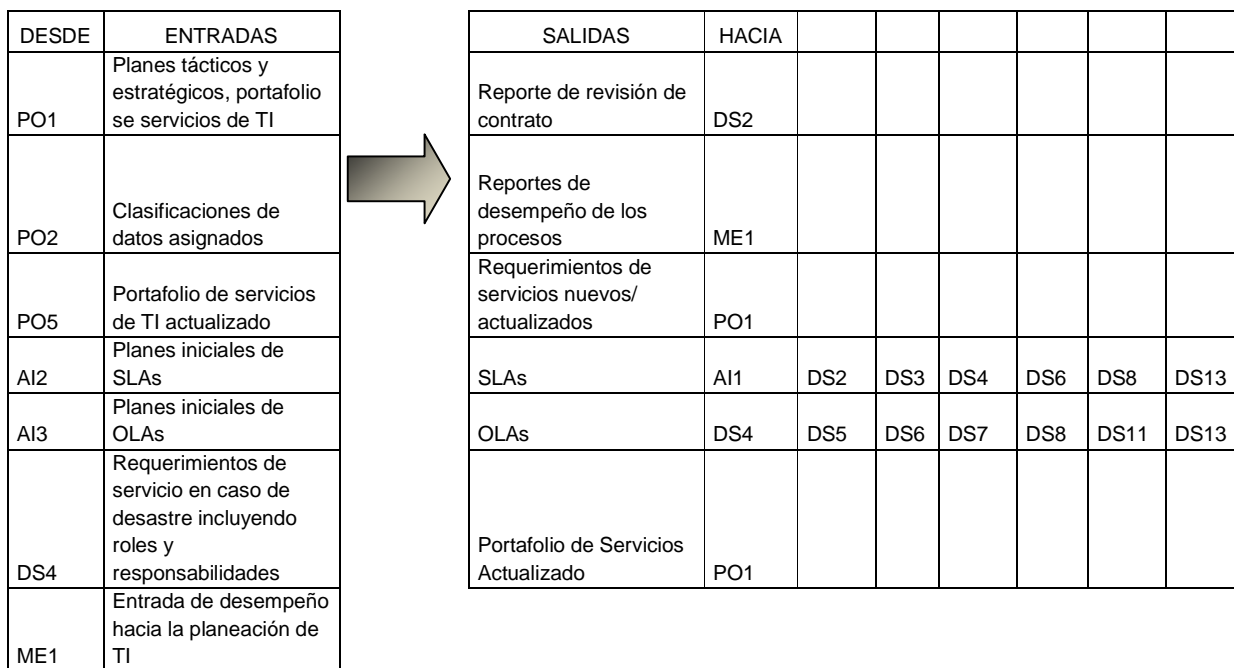 DESDE ENTRADAS
PO1 Planes tácticos y
estratégicos, portafolio
se servicios de TI
PO2 Clasificaciones de
datos asignados
PO5 Portafolio de servicios
de TI actualizado
AI2 Planes iniciales de
SLAs
AI3 Planes iniciales de
OLAs
DS4 Requerimientos de
servicio en caso de
desastre incluyendo
roles y
responsabilidades
ME1 Entrada de desempeño
hacia la planeación de
TI
SALIDAS HACIA
Reporte de revisión de
contrato DS2
Reportes de
desempeño de los
procesos ME1
Requerimientos de
servicios nuevos/
actualizados PO1
SLAs AI1 DS2 DS3 DS4 DS6 DS8 DS13
OLAs DS4 DS5 DS6 DS7 DS8 DS11 DS13
Portafolio de Servicios
Actualizado PO1